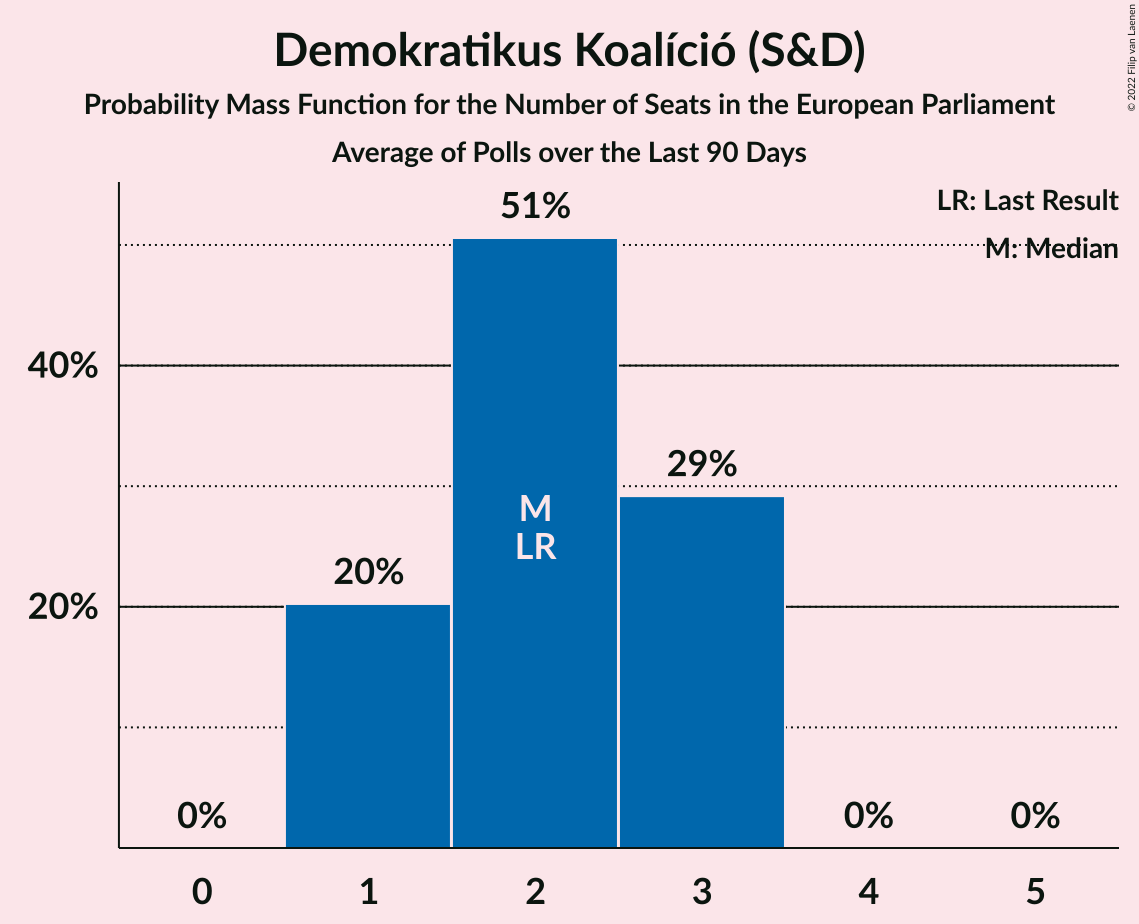 Demokratikus Koalíció (S&D)
Probability Mass Function for the Number of Seats in the European Parliament
Average of Polls over the Last 90 Days
© 2022 Filip van Laenen
LR: Last Result
M: Median
51%
40%
29%
M
LR
20%
20%
0%
0%
0%
0
1
2
3
4
5